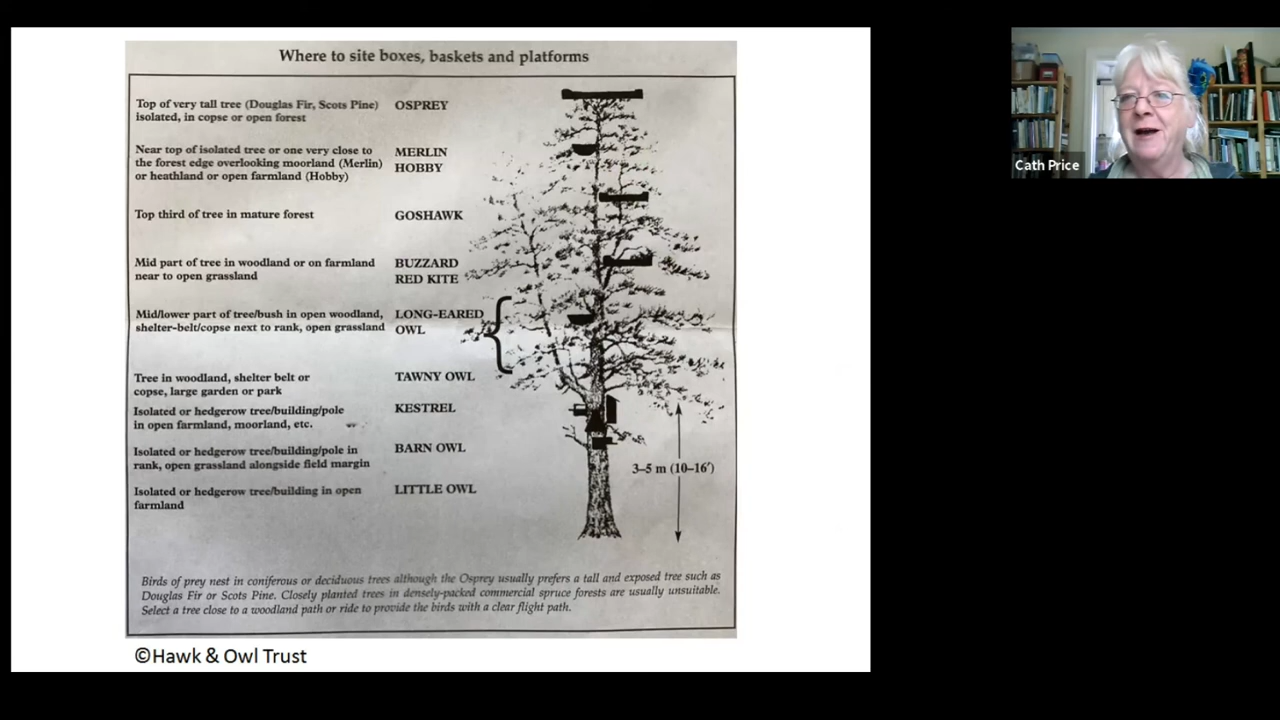 Where to site boxes, baskets and platforms
Top of very tall tree (Douglas Fir, Scots Pine) OSPREY
isolated, in copse or open forest
Near top of isolated tree or one very close to MERLIN
the forest edge overlooking moorland (Merlin) HOBBY
or heathland or open farmland (Hobby)
Top third of tree in mature forest GOSHAWK
Mid part of tree in woodland or on farmland BUZZARD
near to open grassland RED KITE
Mid/lower part of tree/bush in open woodland, LONG-EARED
shelter-belt/copse next to rank, open grassland OWL
Tree in woodland, shelter belt or TAWNY OWL
copse, large garden or park
Isolated or hedgerow tree/building/pole KESTREL
in open farmland, moorland, etc.
Isolated or hedgerow tree/building/pole in BARN OWL
rank, open grassland alongside field margin
Isolated or hedgerow tree/building in open LITTLE OWL
farmland
3–5 m (10–16′)
Birds of prey nest in coniferous or deciduous trees although the Osprey usually prefers a tall and exposed tree such as
Douglas Fir or Scots Pine. Closely planted trees in densely-packed commercial spruce forests are usually unsuitable.
Select a tree close to a woodland path or ride to provide the birds with a clear flight path.
©Hawk & Owl Trust
Cath Price